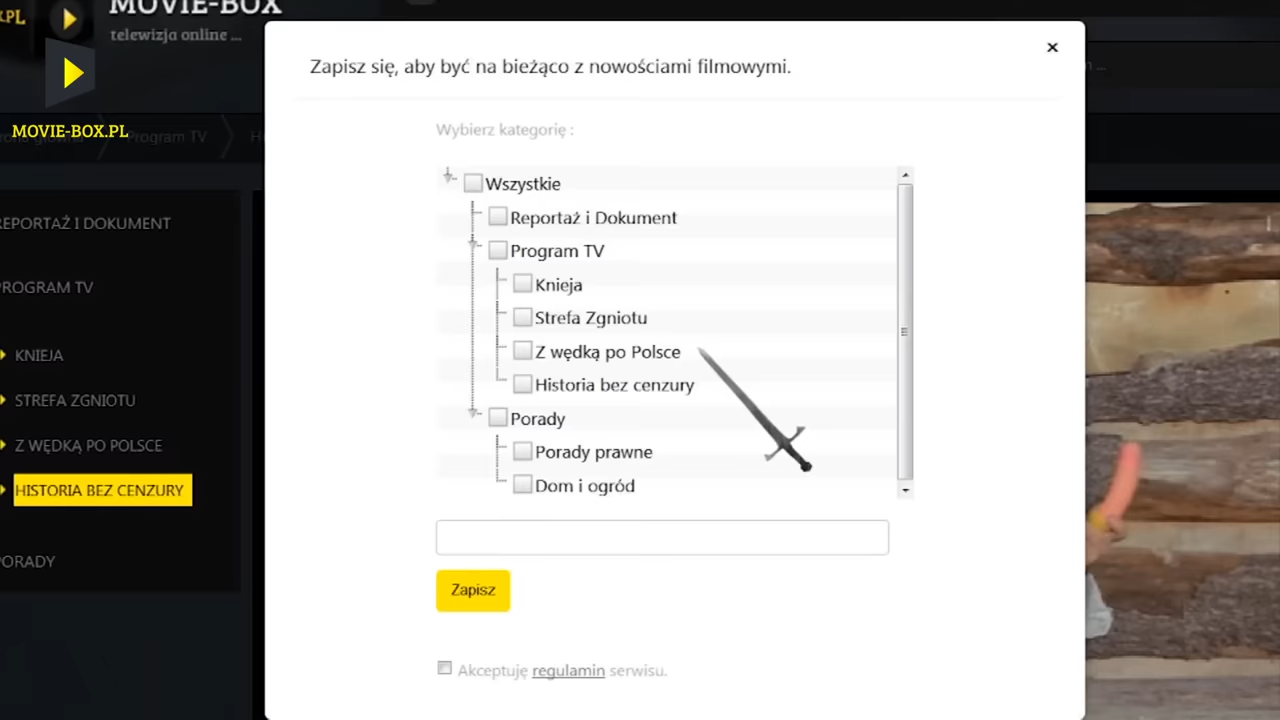 .PL
MOVIE-BOX
telewizja online ...
MOVIE-BOX.PL
Program TV
REPORTAŻ I DOKUMENT
PROGRAM TV
KNIEJA
STREFA ZGNIOTU
Z WĘDKĄ PO POLSCE
HISTORIA BEZ CENZURY
PORADY
Zapisz się, aby być na bieżąco z nowościami filmowymi.
Wybierz kategorię :
Wszystkie
Reportaż i Dokument
Program TV
Knieja
Strefa Zgniotu
Z wędką po Polsce
Historia bez cenzury
Porady
Porady prawne
Dom i ogród
Zapisz
Akceptuję regulamin serwisu.